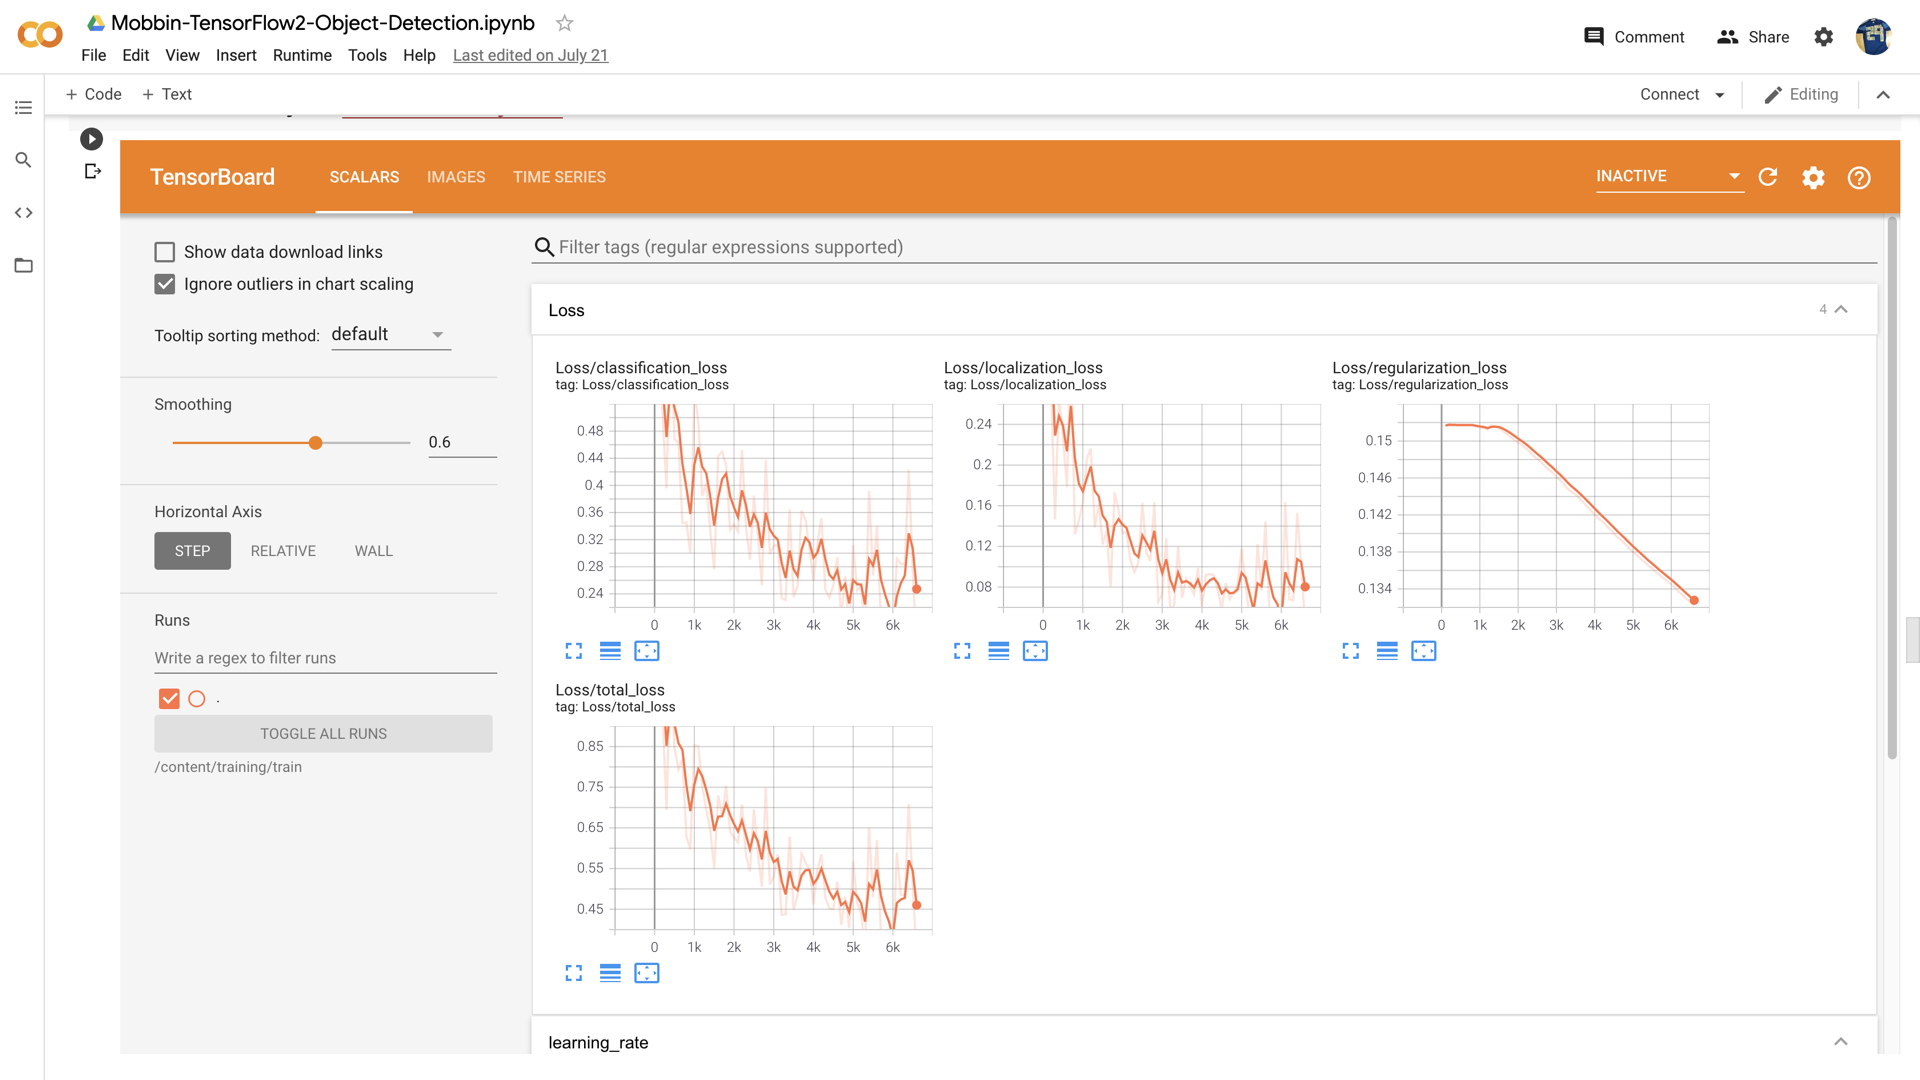 Mobbin-TensorFlow2-Object-Detection.ipynb
File Edit View Insert Runtime Tools Help Last edited on July 21
Comment Share
+ Code + Text
Connect Editing
TensorBoard SCALARS IMAGES TIME SERIES INACTIVE
Show data download links
Ignore outliers in chart scaling
Tooltip sorting method: default
Smoothing
0.6
Horizontal Axis
STEP RELATIVE WALL
Runs
Write a regex to filter runs
.
TOGGLE ALL RUNS
/content/training/train
Filter tags (regular expressions supported)
Loss 4
Loss/classification_loss
tag: Loss/classification_loss
0.48
0.44
0.4
0.36
0.32
0.28
0.24
0 1k 2k 3k 4k 5k 6k
Loss/localization_loss
tag: Loss/localization_loss
0.24
0.2
0.16
0.12
0.08
0 1k 2k 3k 4k 5k 6k
Loss/regularization_loss
tag: Loss/regularization_loss
0.15
0.146
0.142
0.138
0.134
0 1k 2k 3k 4k 5k 6k
Loss/total_loss
tag: Loss/total_loss
0.85
0.75
0.65
0.55
0.45
0 1k 2k 3k 4k 5k 6k
learning_rate